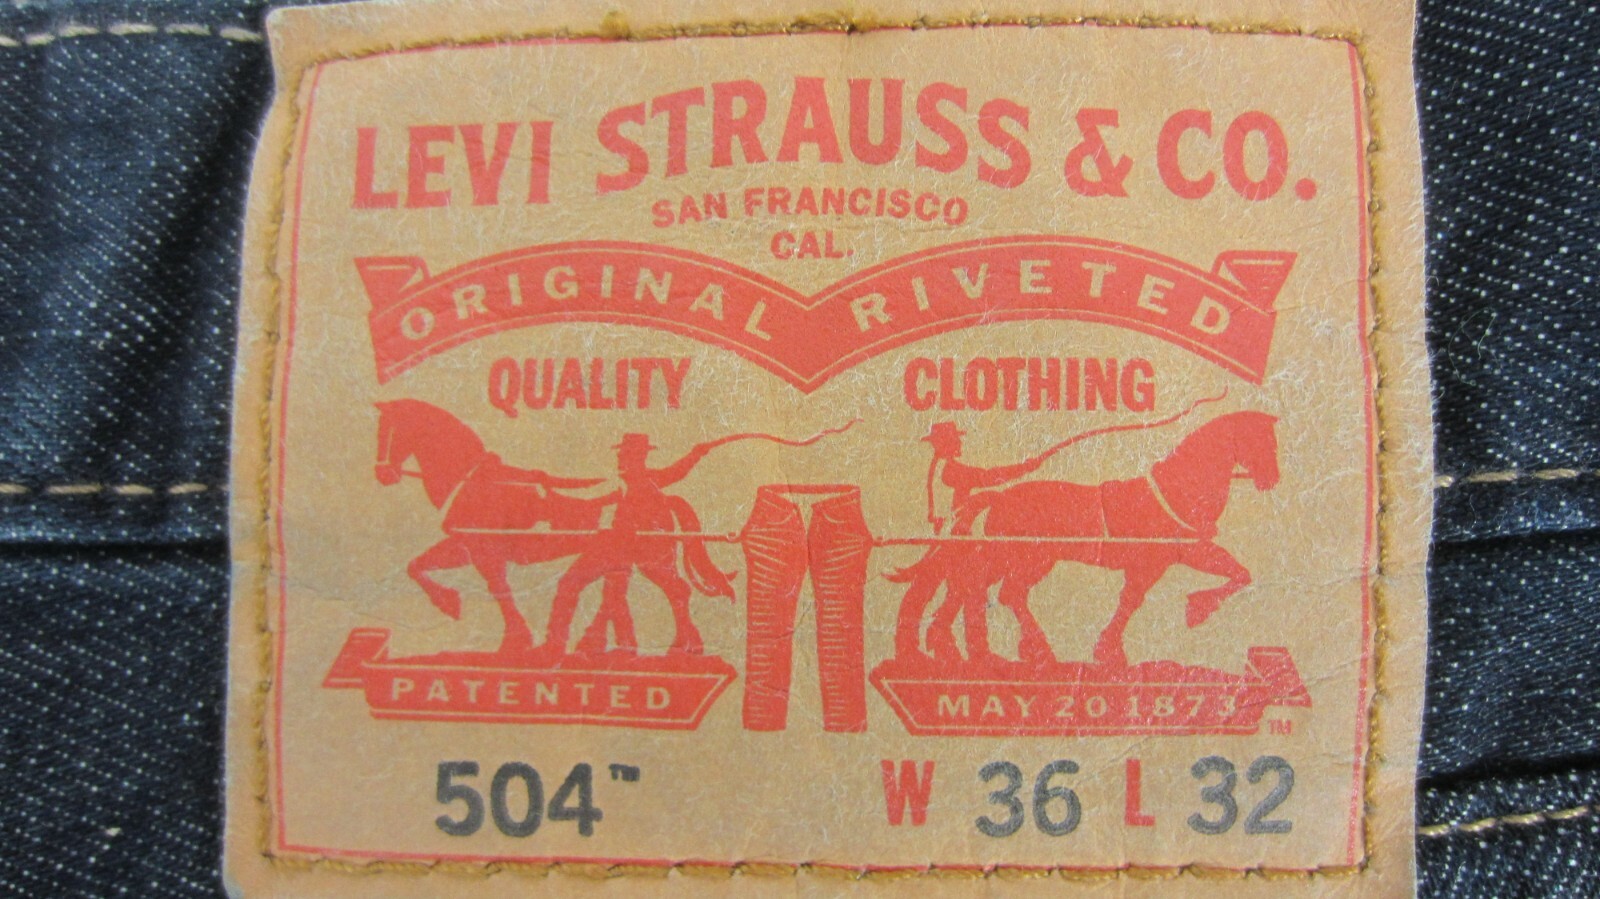 LEVI STRAUSS & CO.
SAN FRANCISCO
CAL.
ORIGINAL RIVETED
QUALITY CLOTHING
PATENTED MAY 20 1873 ™
504™ W 36 L 32